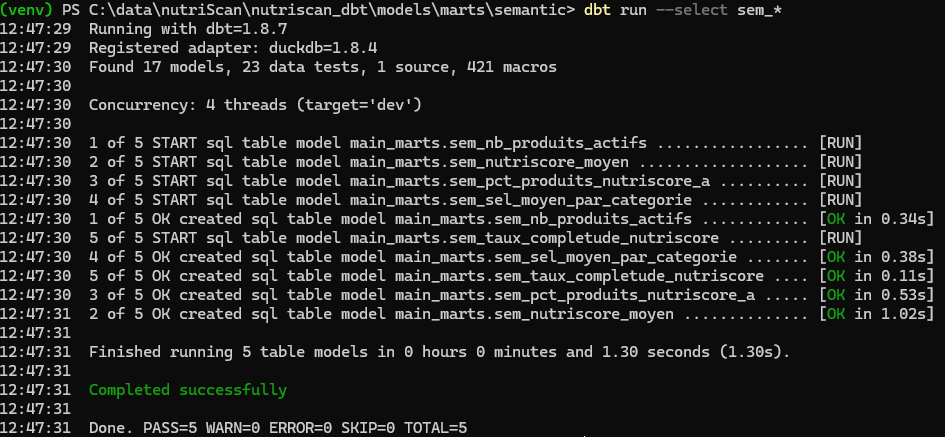 (venv) PS C:\data\nutriScan\nutriscan_dbt\models\marts\semantic> dbt run --select sem_*
12:47:29  Running with dbt=1.8.7
12:47:29  Registered adapter: duckdb=1.8.4
12:47:30  Found 17 models, 23 data tests, 1 source, 421 macros
12:47:30
12:47:30  Concurrency: 4 threads (target='dev')
12:47:30
12:47:30  1 of 5 START sql table model main_marts.sem_nb_produits_actifs ................. [RUN]
12:47:30  2 of 5 START sql table model main_marts.sem_nutriscore_moyen ................... [RUN]
12:47:30  3 of 5 START sql table model main_marts.sem_pct_produits_nutriscore_a .......... [RUN]
12:47:30  4 of 5 START sql table model main_marts.sem_sel_moyen_par_categorie ............ [RUN]
12:47:30  1 of 5 OK created sql table model main_marts.sem_nb_produits_actifs ............ [OK in 0.34s]
12:47:30  5 of 5 START sql table model main_marts.sem_taux_completude_nutriscore ......... [RUN]
12:47:30  4 of 5 OK created sql table model main_marts.sem_sel_moyen_par_categorie ....... [OK in 0.38s]
12:47:30  5 of 5 OK created sql table model main_marts.sem_taux_completude_nutriscore .... [OK in 0.11s]
12:47:30  3 of 5 OK created sql table model main_marts.sem_pct_produits_nutriscore_a ..... [OK in 0.53s]
12:47:31  2 of 5 OK created sql table model main_marts.sem_nutriscore_moyen .............. [OK in 1.02s]
12:47:31
12:47:31  Finished running 5 table models in 0 hours 0 minutes and 1.30 seconds (1.30s).
12:47:31
12:47:31  Completed successfully
12:47:31
12:47:31  Done. PASS=5 WARN=0 ERROR=0 SKIP=0 TOTAL=5